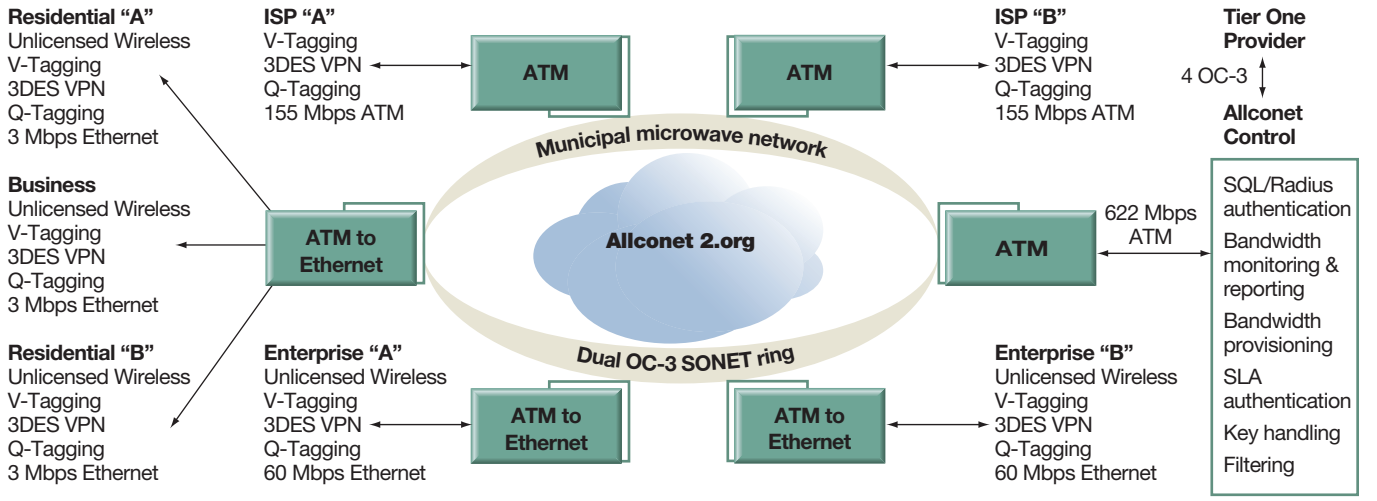 Residential “A”
Unlicensed Wireless
V-Tagging
3DES VPN
Q-Tagging
3 Mbps Ethernet
ISP “A”
V-Tagging
3DES VPN
Q-Tagging
155 Mbps ATM
ATM
ATM
ISP “B”
V-Tagging
3DES VPN
Q-Tagging
155 Mbps ATM
Tier One
Provider
4 OC-3
Allconet
Control
Municipal microwave network
Business
Unlicensed Wireless
V-Tagging
3DES VPN
Q-Tagging
3 Mbps Ethernet
ATM to
Ethernet
Allconet 2.org
ATM
622 Mbps
ATM
SQL/Radius
authentication
Bandwidth
monitoring &
reporting
Bandwidth
provisioning
SLA
authentication
Key handling
Filtering
Dual OC-3 SONET ring
Residential “B”
Unlicensed Wireless
V-Tagging
3DES VPN
Q-Tagging
3 Mbps Ethernet
Enterprise “A”
Unlicensed Wireless
V-Tagging
3DES VPN
Q-Tagging
60 Mbps Ethernet
ATM to
Ethernet
ATM to
Ethernet
Enterprise “B”
Unlicensed Wireless
V-Tagging
3DES VPN
Q-Tagging
60 Mbps Ethernet